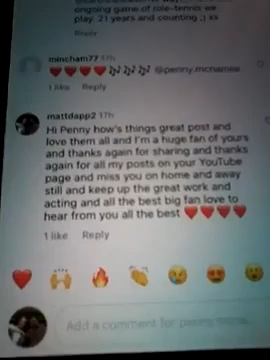 ongoing game of role-tennis we
play. 21 years and counting ;) xs
Reply
mincham77 17h
❤️❤️❤️❤️🎶🎶🎶 @penny.mcnamee
1 like Reply
mattdapp2 17h
Hi Penny how's things great post and
love them all and I'm a huge fan of yours
and thanks again for sharing and thanks
again for all my posts on your YouTube
page and miss you on home and away
still and keep up the great work and
acting and all the best big fan love to
hear from you all the best ❤️❤️❤️❤️
1 like Reply
Add a comment for